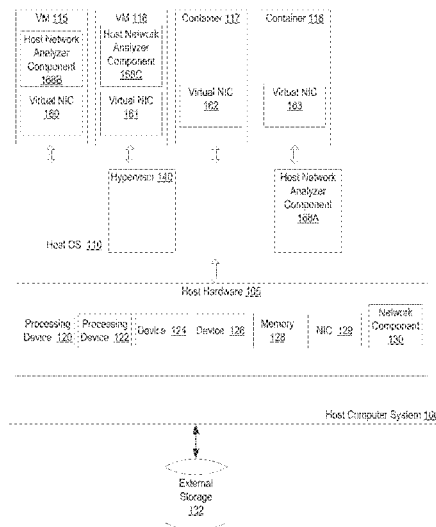 VM 115
Host Network
Analyzer
Component
168B
Virtual NIC
160
VM 116
Host Network
Analyzer
Component
168C
Virtual NIC
161
Container 117
Virtual NIC
162
Container 118
Virtual NIC
163
Hypervisor 140
Host Network
Analyzer
Component
168A
Host OS 110
Host Hardware 105
Processing
Device 120
Processing
Device 122
Device 124
Device 126
Memory
128
NIC 129
Network
Component
130
Host Computer System
External
Storage
132